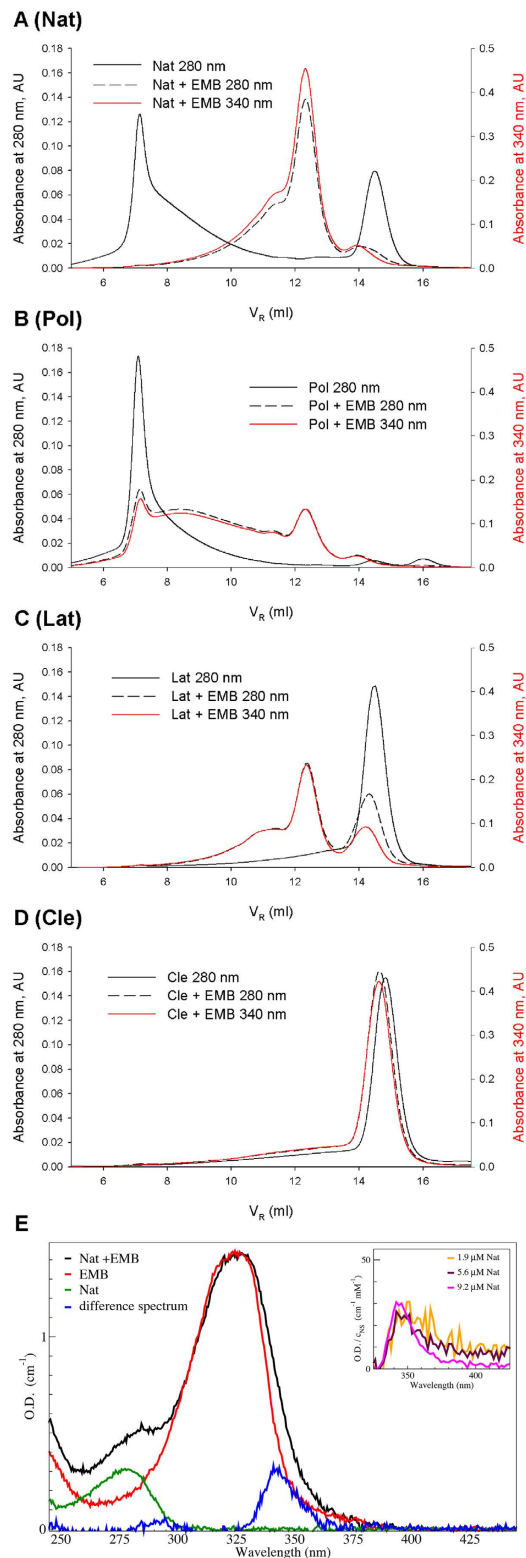 A (Nat)
Absorbance at 280 nm, AU
0.18
0.16
0.14
0.12
0.10
0.08
0.06
0.04
0.02
0.00
Nat 280 nm
Nat + EMB 280 nm
Nat + EMB 340 nm
0.5
0.4
0.3
0.2
0.1
0.0
Absorbance at 340 nm, AU
6 8 10 12 14 16
VR (ml)
B (Pol)
Absorbance at 280 nm, AU
0.18
0.16
0.14
0.12
0.10
0.08
0.06
0.04
0.02
0.00
Pol 280 nm
Pol + EMB 280 nm
Pol + EMB 340 nm
0.5
0.4
0.3
0.2
0.1
0.0
Absorbance at 340 nm, AU
6 8 10 12 14 16
VR (ml)
C (Lat)
Absorbance at 280 nm, AU
0.18
0.16
0.14
0.12
0.10
0.08
0.06
0.04
0.02
0.00
Lat 280 nm
Lat + EMB 280 nm
Lat + EMB 340 nm
0.5
0.4
0.3
0.2
0.1
0.0
Absorbance at 340 nm, AU
6 8 10 12 14 16
VR (ml)
D (Cle)
Absorbance at 280 nm, AU
0.18
0.16
0.14
0.12
0.10
0.08
0.06
0.04
0.02
0.00
Cle 280 nm
Cle + EMB 280 nm
Cle + EMB 340 nm
0.5
0.4
0.3
0.2
0.1
0.0
Absorbance at 340 nm, AU
6 8 10 12 14 16
VR (ml)
E
O.D. (cm⁻¹)
1
0
Nat +EMB
EMB
Nat
difference spectrum
O.D. / cNS (cm⁻¹ mM⁻¹)
50
0
1.9 µM Nat
5.6 µM Nat
9.2 µM Nat
350 400
Wavelength (nm)
250 275 300 325 350 375 400 425
Wavelength (nm)